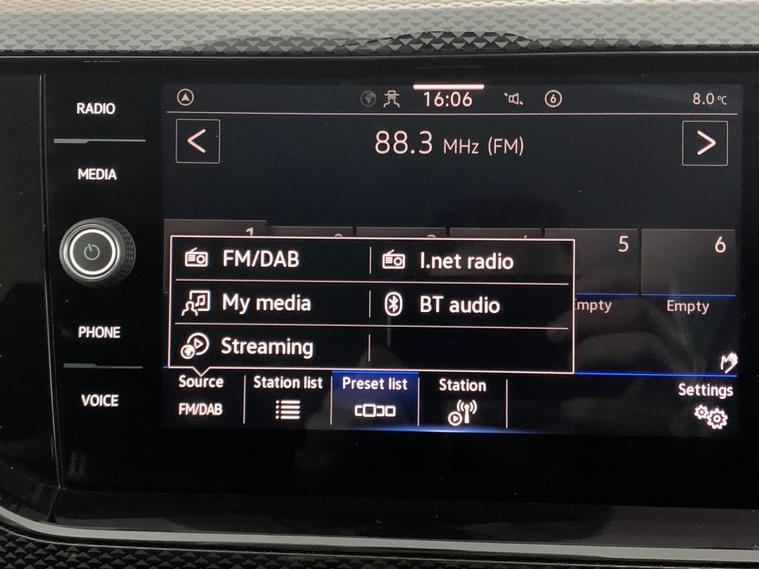 RADIO
MEDIA
PHONE
VOICE
16:06
6
8.0°C
< 88.3 MHz (FM) >
5
6
FM/DAB
I.net radio
My media
BT audio
Streaming
Empty
Source
Station list
Preset list
Station
Settings
FM/DAB